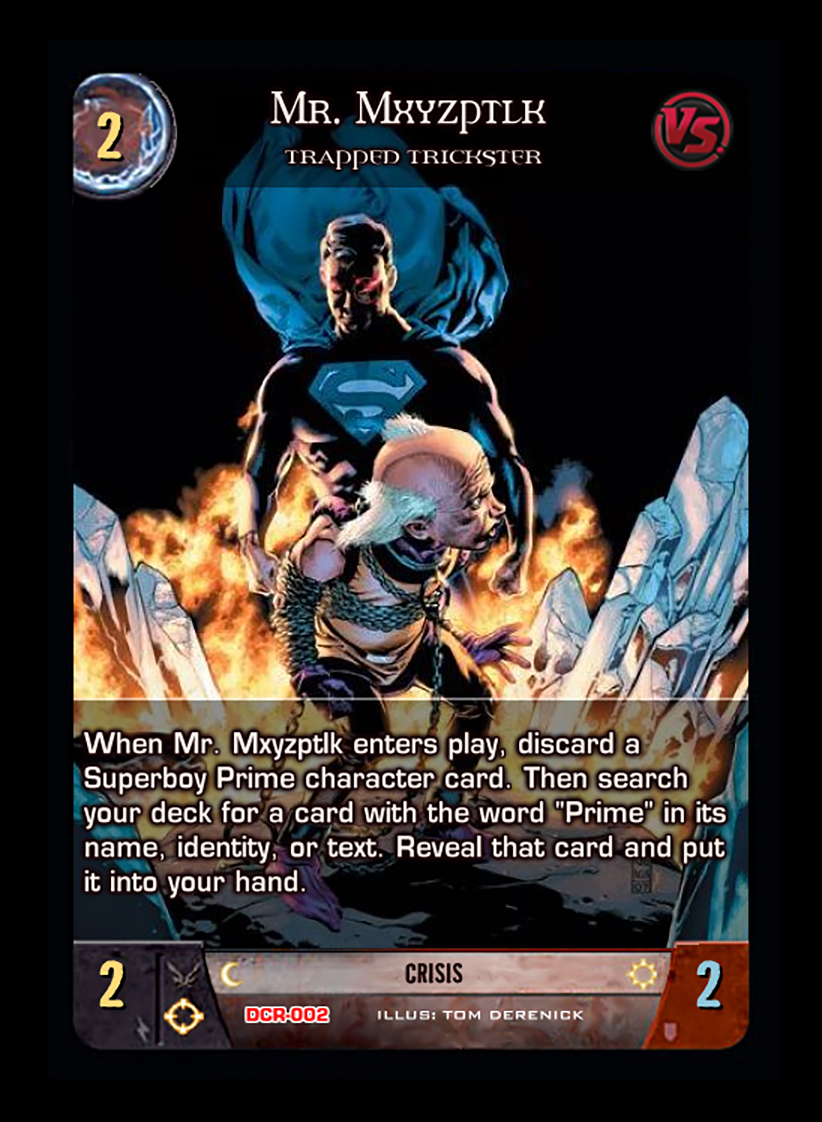 2
Mr. Mxyzptlk
VS.
TRAPPED TRICKSTER
When Mr. Mxyzptlk enters play, discard a
Superboy Prime character card. Then search
your deck for a card with the word "Prime" in its
name, identity, or text. Reveal that card and put
it into your hand.
2
CRISIS
2
DCR-002
ILLUS: TOM DERENICK